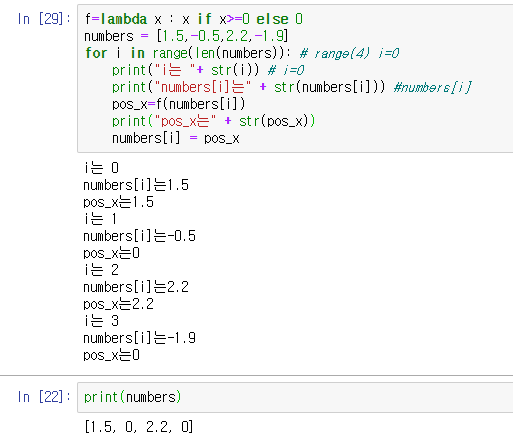 In [29]: f=lambda x : x if x>=0 else 0
numbers = [1.5,-0.5,2.2,-1.9]
for i in range(len(numbers)): # range(4) i=0
print("i는 "+ str(i)) # i=0
print("numbers[i]는" + str(numbers[i])) #numbers[i]
pos_x=f(numbers[i])
print("pos_x는" + str(pos_x))
numbers[i] = pos_x
i는 0
numbers[i]는1.5
pos_x는1.5
i는 1
numbers[i]는-0.5
pos_x는0
i는 2
numbers[i]는2.2
pos_x는2.2
i는 3
numbers[i]는-1.9
pos_x는0
In [22]: print(numbers)
[1.5, 0, 2.2, 0]